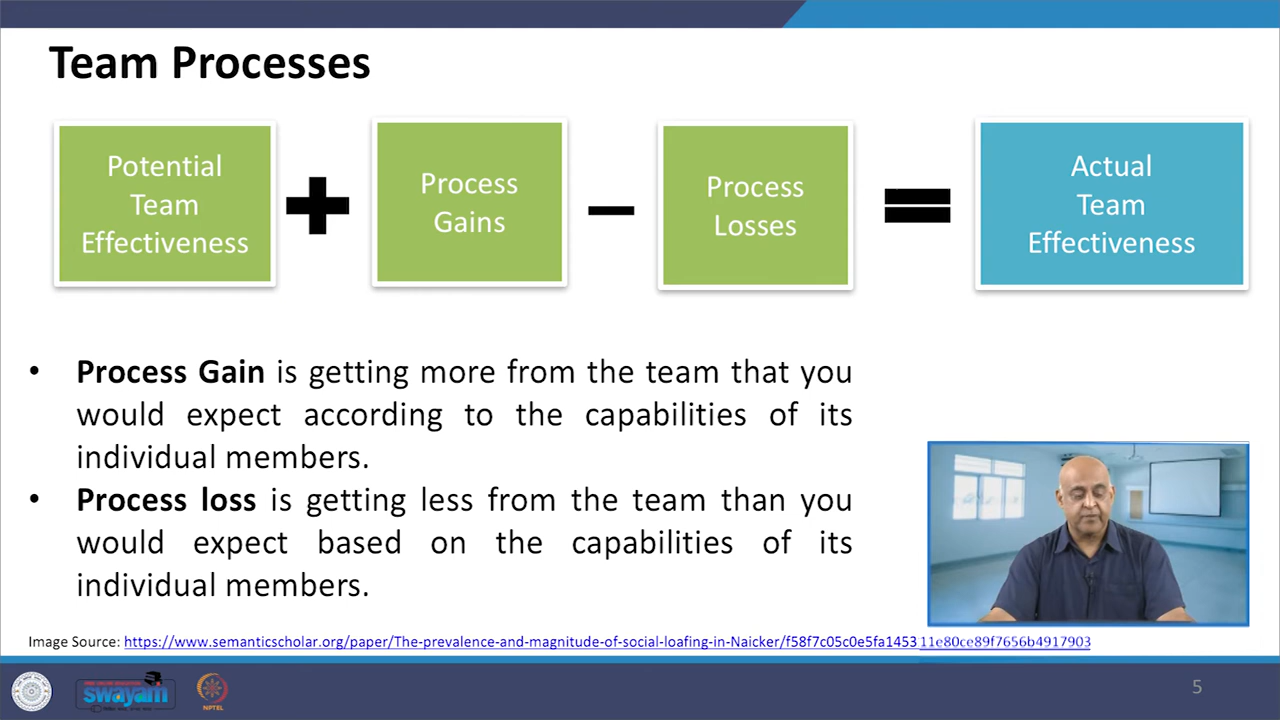 Team Processes
Potential
Team
Effectiveness
Process
Gains
Process
Losses
Actual
Team
Effectiveness
• Process Gain is getting more from the team that you
would expect according to the capabilities of its
individual members.
• Process loss is getting less from the team than you
would expect based on the capabilities of its
individual members.
Image Source: https://www.semanticscholar.org/paper/The-prevalence-and-magnitude-of-social-loafing-in-Naicker/f58f7c05c0e5fa145311e80ce89f7656b4917903
swayam
NPTEL
5